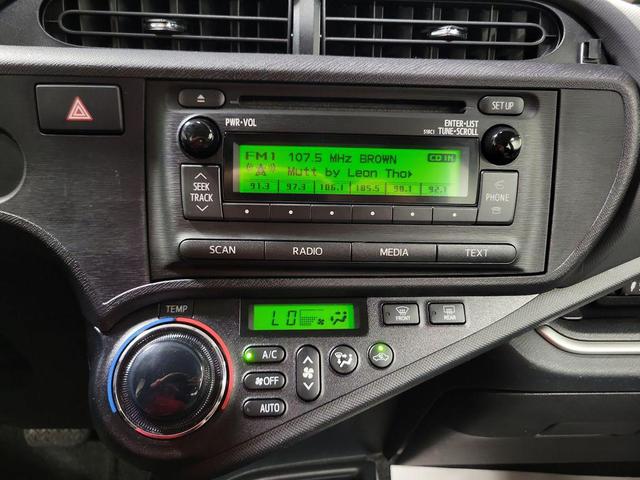 SET UP
PWR•VOL
ENTER•LIST
51BC1 TUNE•SCROLL
FM1 107.5 MHz BROWN CD IN
Mutt by Leon Tho
91.3 97.3 106.1 105.5 90.1 92.1
SEEK
TRACK
PHONE
SCAN RADIO MEDIA TEXT
TEMP
LO
FRONT REAR
A/C
OFF
AUTO